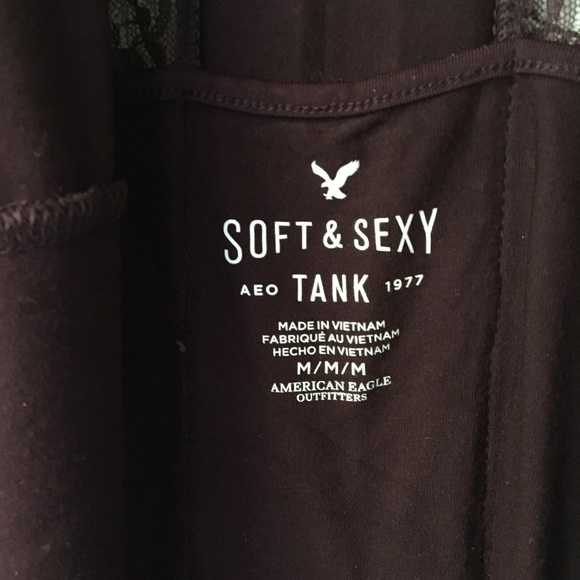 SOFT & SEXY
AEO TANK 1977
MADE IN VIETNAM
FABRIQUÉ AU VIETNAM
HECHO EN VIETNAM
M/M/M
AMERICAN EAGLE
OUTFITTERS